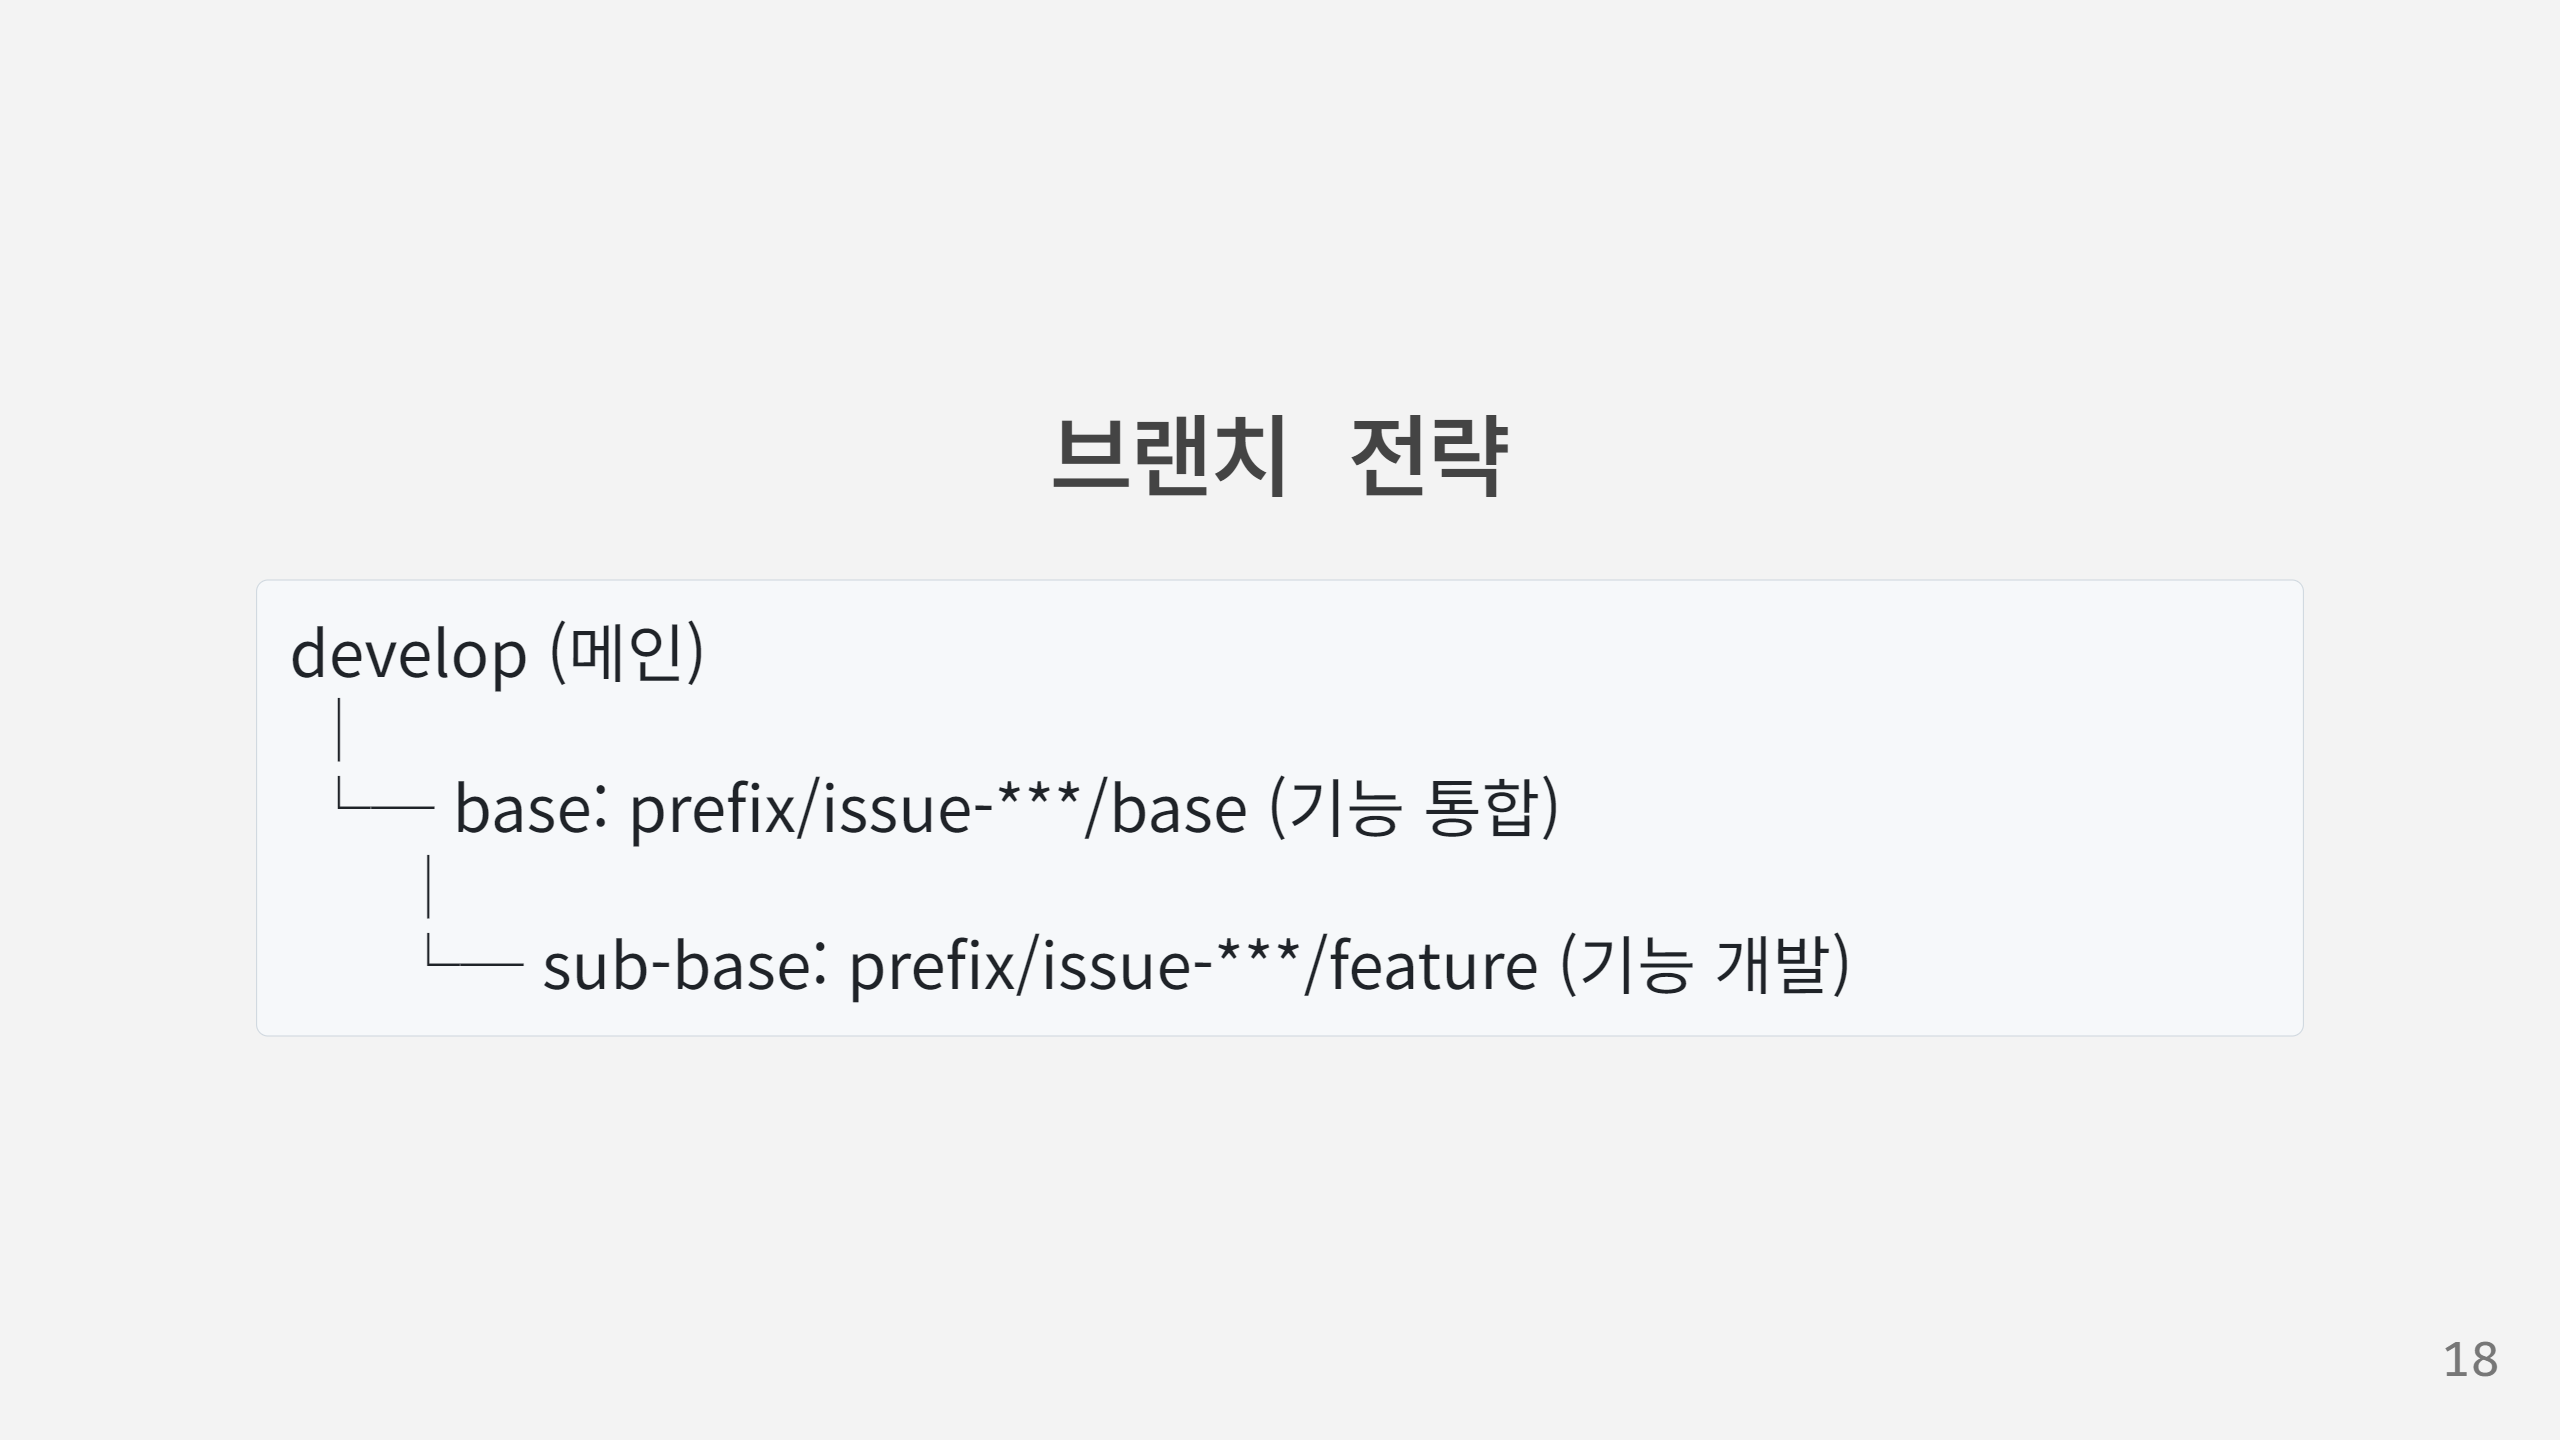 브랜치 전략
develop (메인)
│
└── base: prefix/issue-***/base (기능 통합)
│
└── sub-base: prefix/issue-***/feature (기능 개발)
18